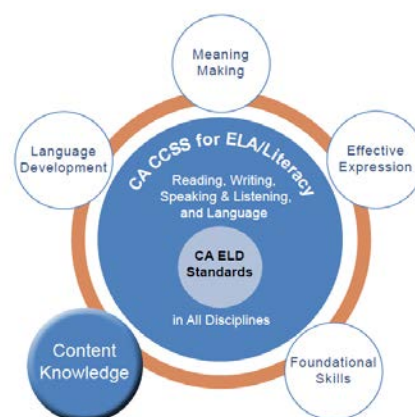 Meaning
Making
Language
Development
Effective
Expression
CA CCSS for ELA/Literacy
Reading, Writing,
Speaking & Listening,
and Language
CA ELD
Standards
in All Disciplines
Content
Knowledge
Foundational
Skills